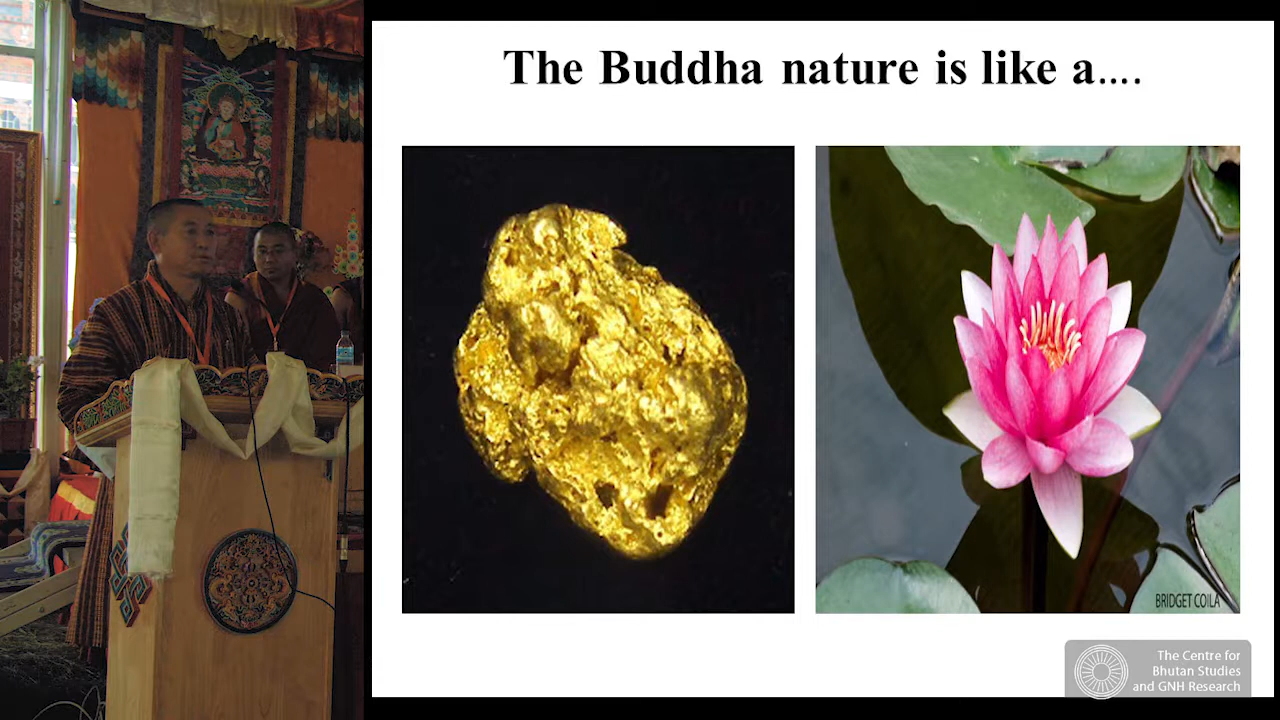 The Buddha nature is like a....
BRIDGET COILA
The Centre for
Bhutan Studies
and GNH Research